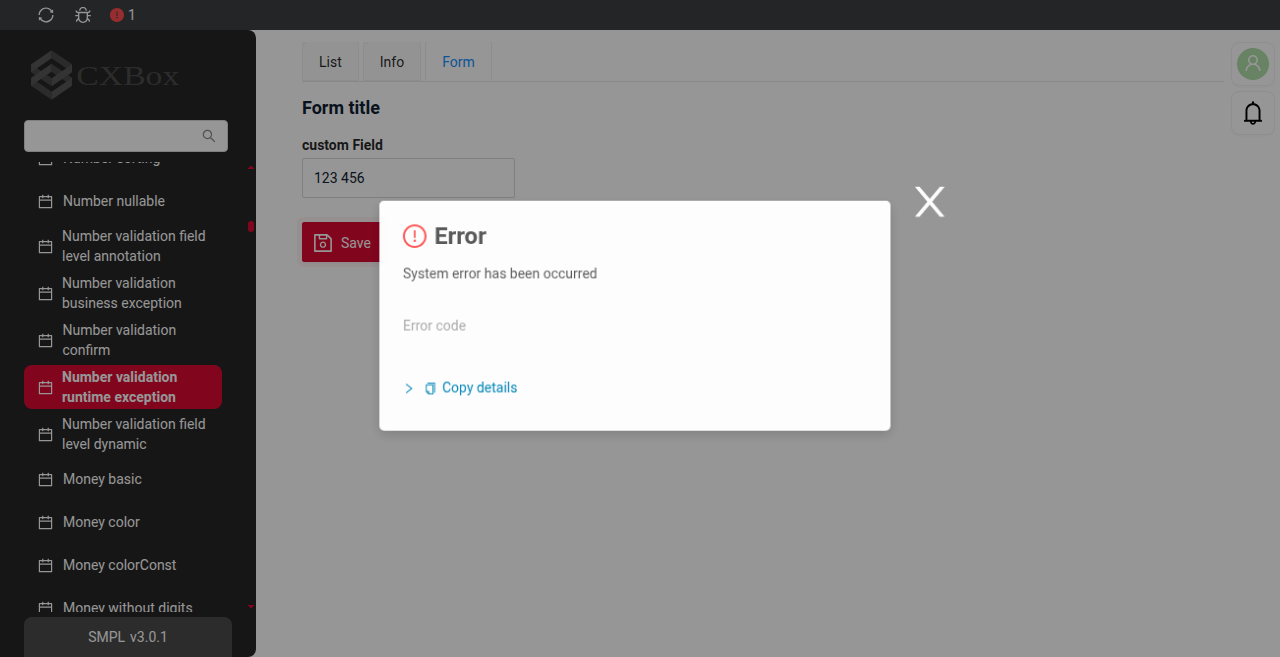 ! 1
CXBox
Number sorting
Number nullable
Number validation field
level annotation
Number validation
business exception
Number validation
confirm
Number validation
runtime exception
Number validation field
level dynamic
Money basic
Money color
Money colorConst
Money without digits
SMPL v3.0.1
List
Info
Form
Form title
custom Field
123 456
Save
Error
System error has been occurred
Error code
Copy details